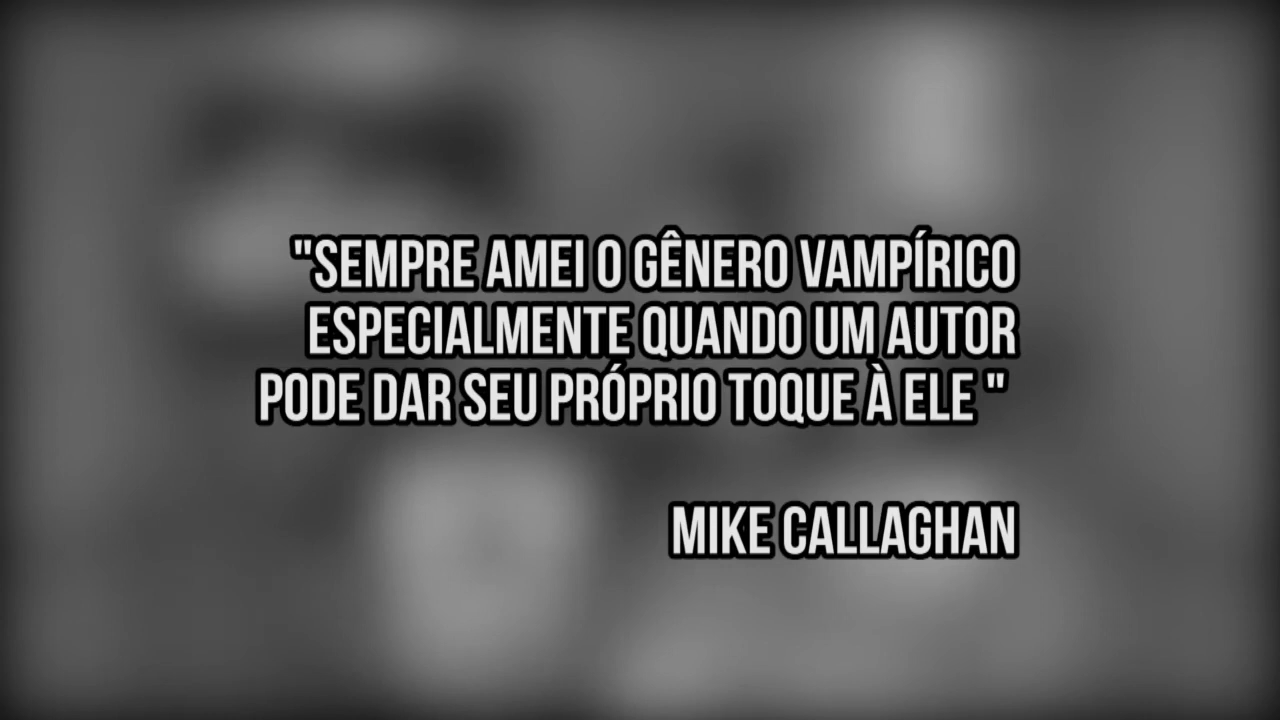 "SEMPRE AMEI O GÊNERO VAMPÍRICO
ESPECIALMENTE QUANDO UM AUTOR
PODE DAR SEU PRÓPRIO TOQUE À ELE "
MIKE CALLAGHAN